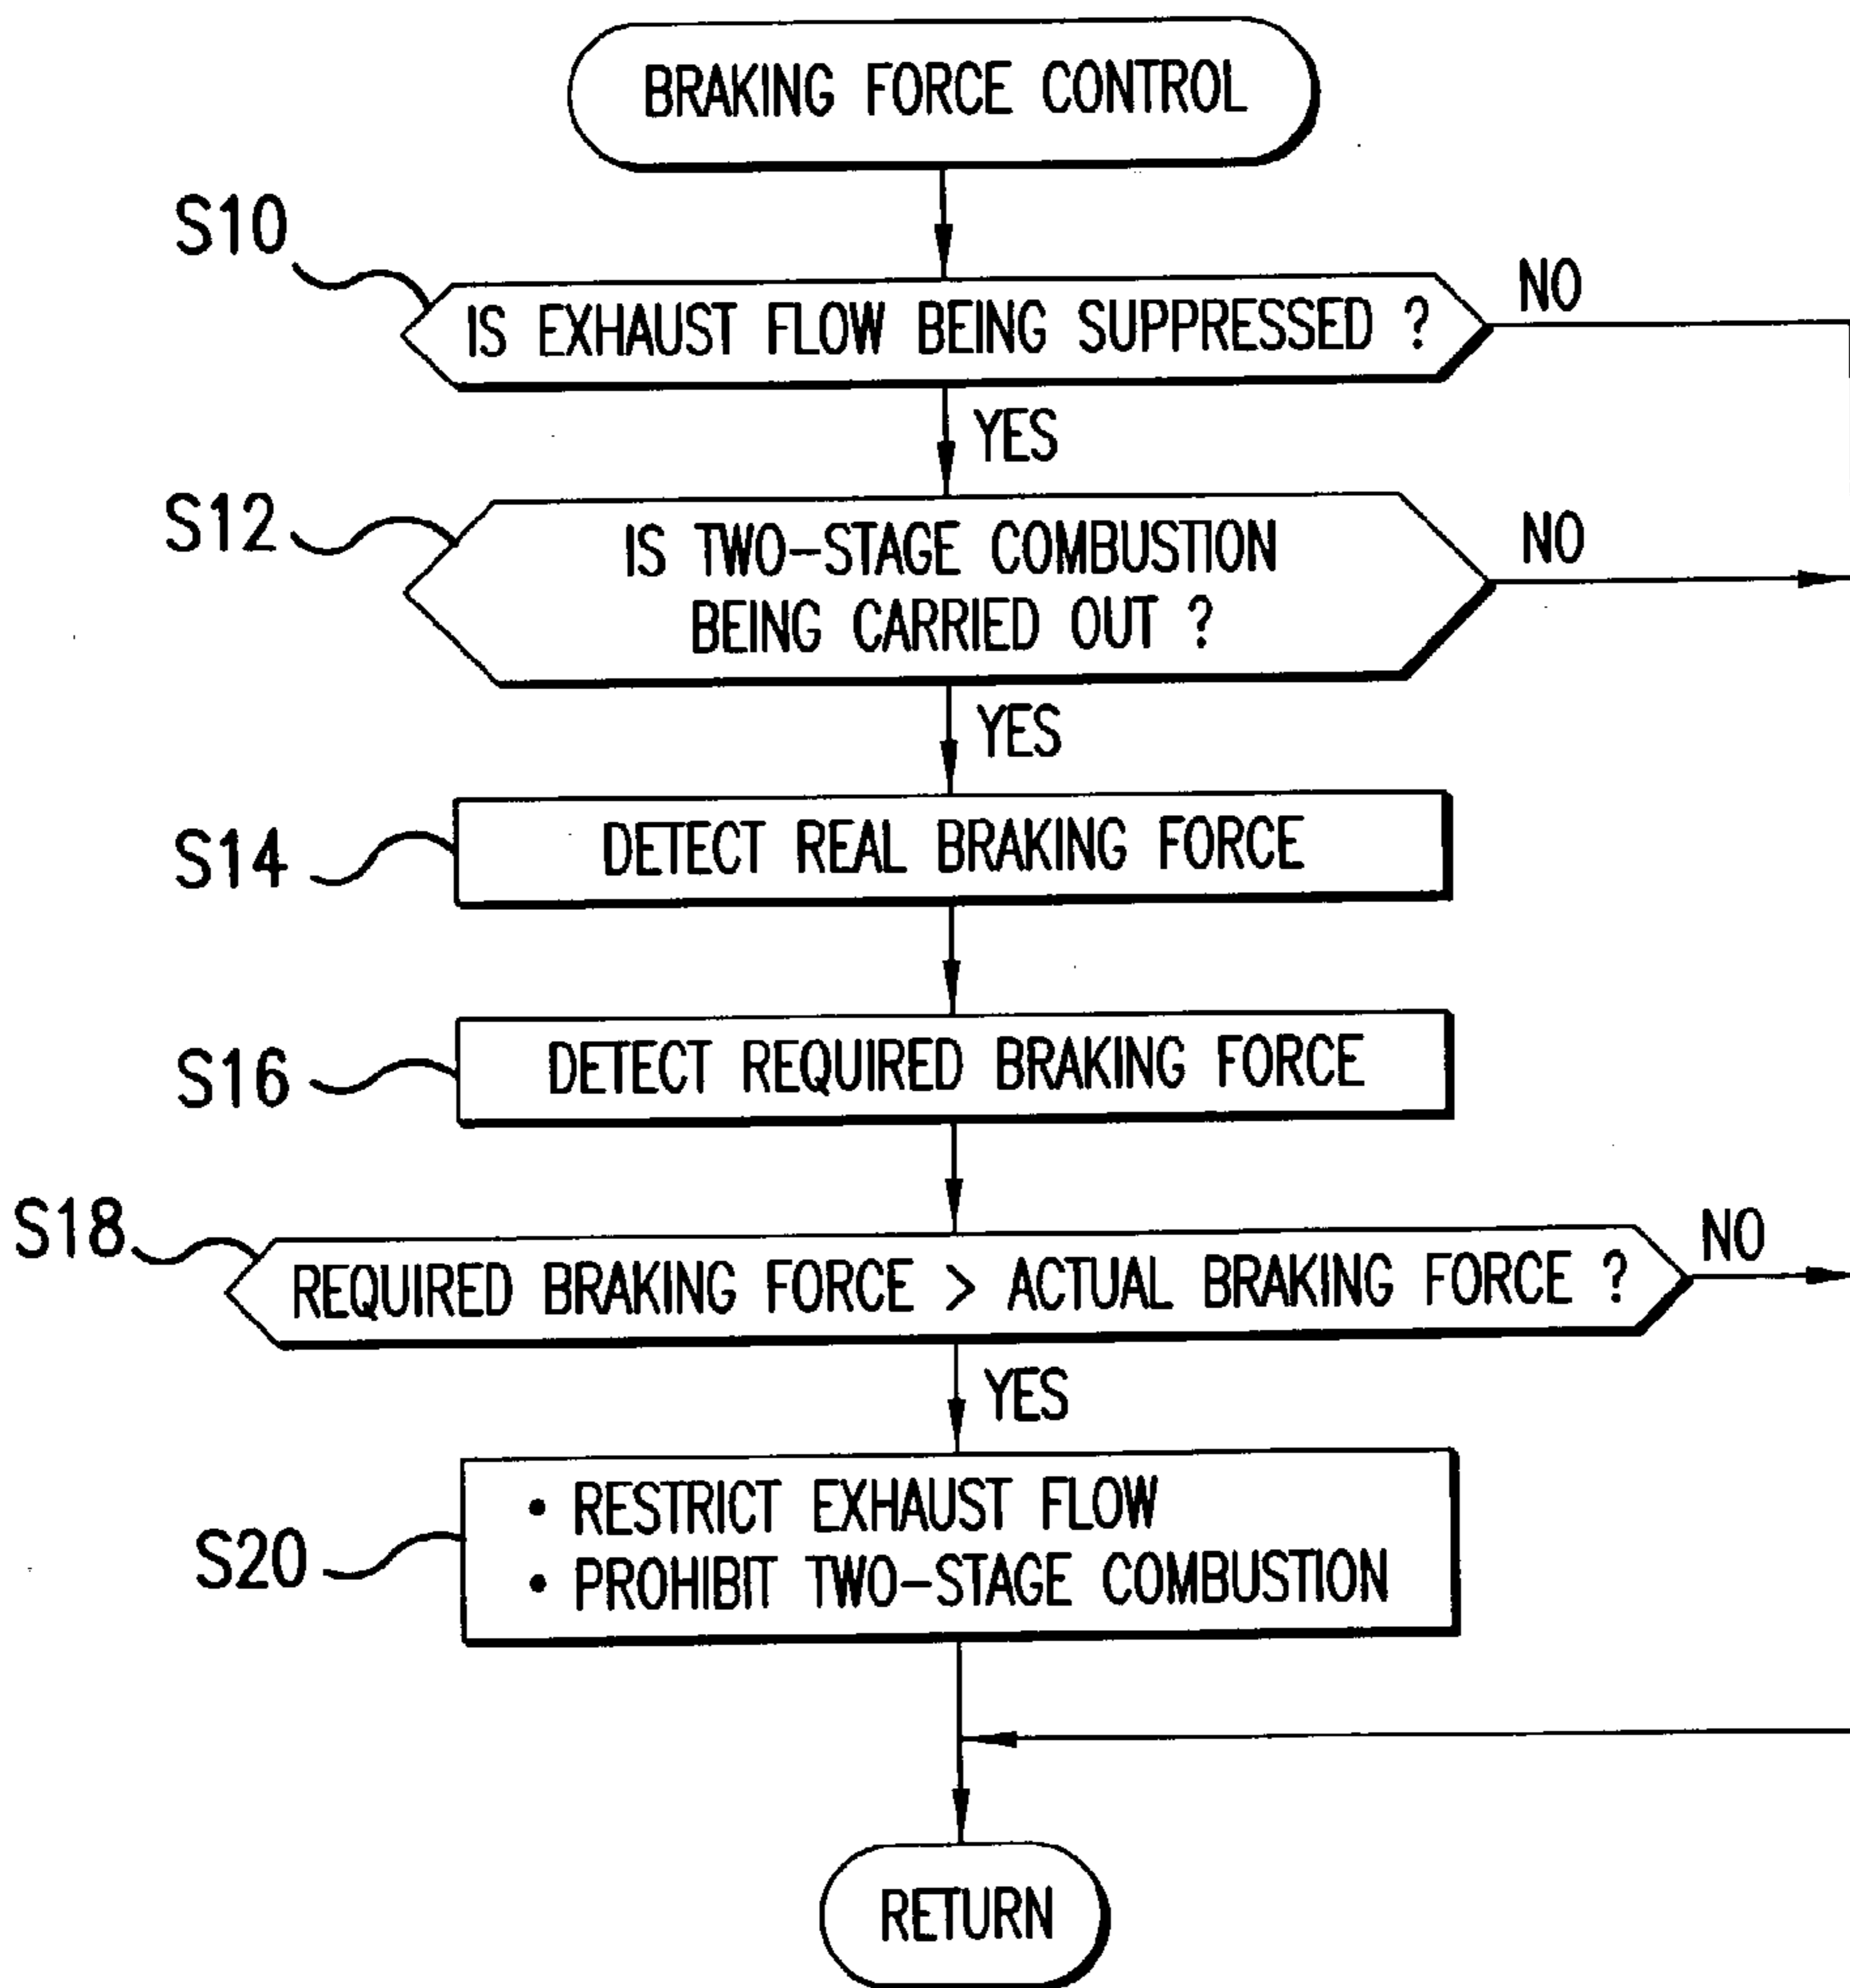 BRAKING FORCE CONTROL
S10
IS EXHAUST FLOW BEING SUPPRESSED ?
NO
YES
S12
IS TWO-STAGE COMBUSTION
BEING CARRIED OUT ?
NO
YES
S14
DETECT REAL BRAKING FORCE
S16
DETECT REQUIRED BRAKING FORCE
S18
REQUIRED BRAKING FORCE > ACTUAL BRAKING FORCE ?
NO
YES
S20
• RESTRICT EXHAUST FLOW
• PROHIBIT TWO-STAGE COMBUSTION
RETURN